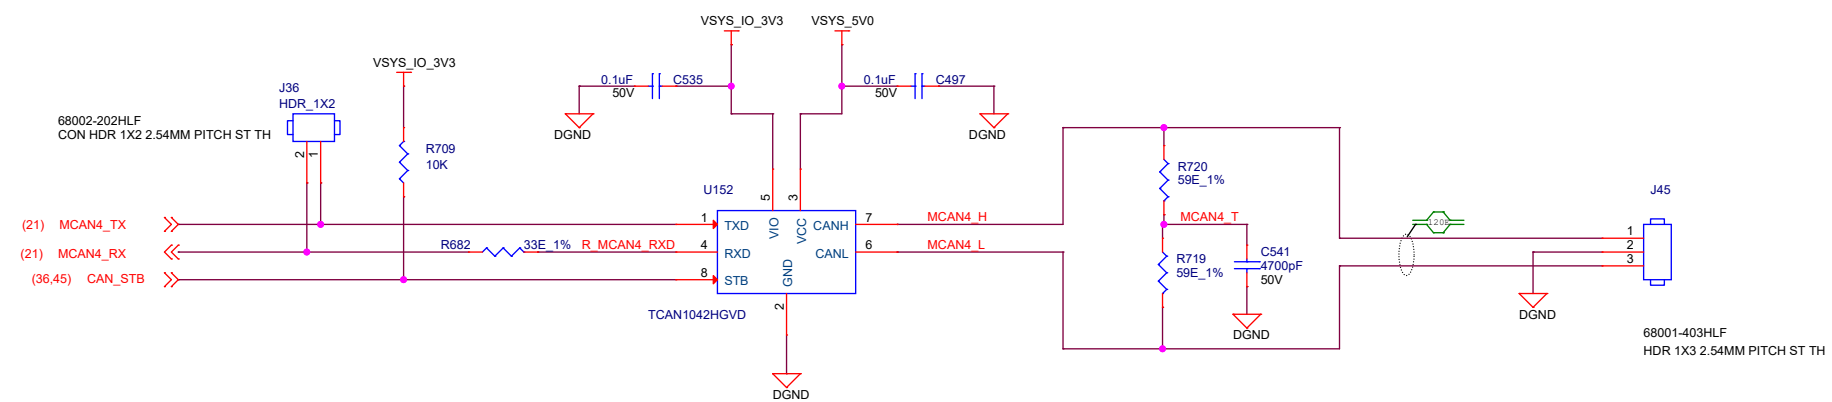 VSYS_IO_3V3
VSYS_5V0
VSYS_IO_3V3
0.1uF
C535
50V
0.1uF
C497
50V
DGND
DGND
J36
HDR_1X2
68002-202HLF
CON HDR 1X2 2.54MM PITCH ST TH
2
1
R709
10K
U152
5
3
VIO
VCC
(21) MCAN4_TX
1
TXD
CANH
7
MCAN4_H
(21) MCAN4_RX
R682
33E_1%
R_MCAN4_RXD
4
RXD
CANL
6
MCAN4_L
(36,45) CAN_STB
8
STB
GND
2
TCAN1042HGVD
DGND
R720
59E_1%
MCAN4_T
R719
59E_1%
C541
4700pF
50V
DGND
120E
J45
1
2
3
DGND
68001-403HLF
HDR 1X3 2.54MM PITCH ST TH